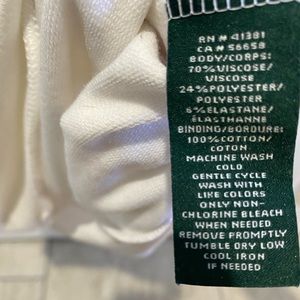 RN # 41381
CA # 56658
BODY/CORPS:
70% VISCOSE/
VISCOSE
24% POLYESTER/
POLYESTER
6% ELASTANE/
ÉLASTHANNE
BINDING/BORDURE:
100% COTTON/
COTON
MACHINE WASH
COLD
GENTLE CYCLE
WASH WITH
LIKE COLORS
ONLY NON-
CHLORINE BLEACH
WHEN NEEDED
REMOVE PROMPTLY
TUMBLE DRY LOW
COOL IRON
IF NEEDED